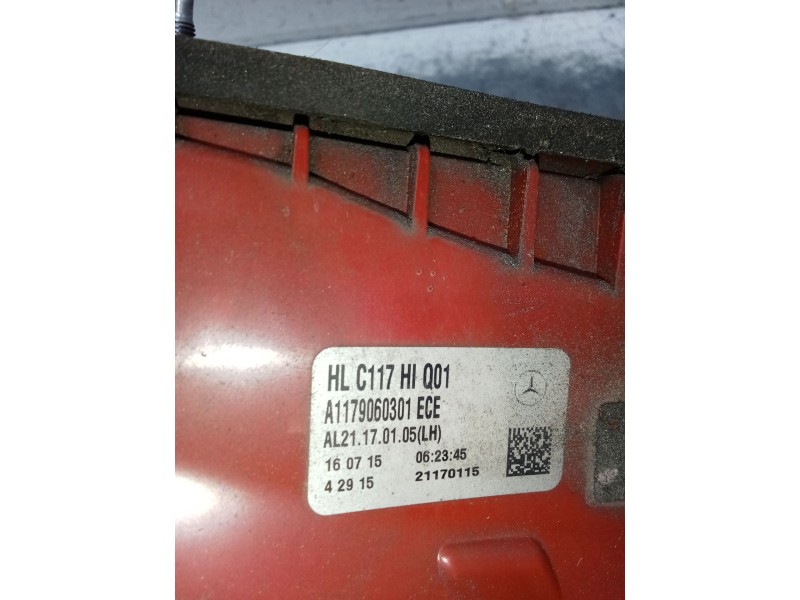 HL C117 HI Q01
A1179060301 ECE
AL21.17.01.05(LH)
16 07 15 06:23:45
4 29 15 21170115